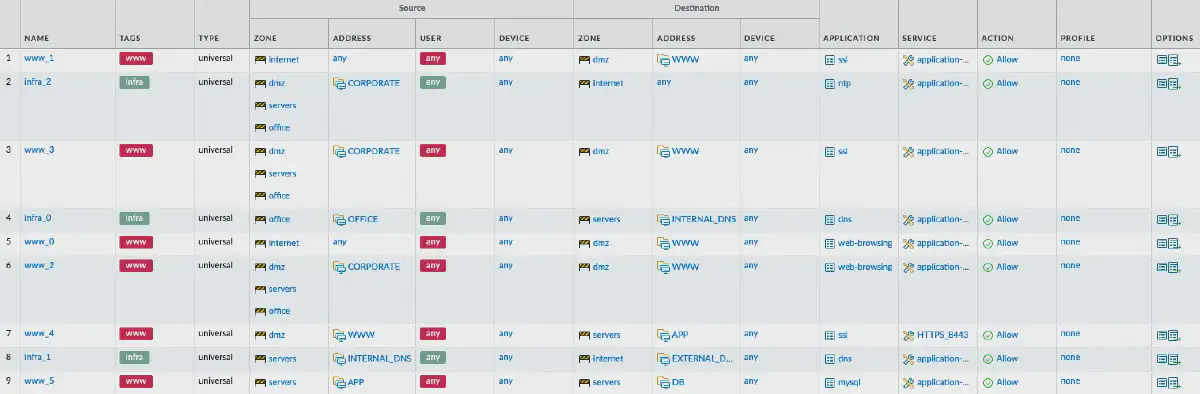 Source Destination
NAME TAGS TYPE ZONE ADDRESS USER DEVICE ZONE ADDRESS DEVICE APPLICATION SERVICE ACTION PROFILE OPTIONS
1 www_1 www universal internet any any any dmz WWW any ssl application-... Allow none
2 infra_2 infra universal dmz CORPORATE any any internet any any ntp application-... Allow none
servers
office
3 www_3 www universal dmz CORPORATE any any dmz WWW any ssl application-... Allow none
servers
office
4 infra_0 infra universal office OFFICE any any servers INTERNAL_DNS any dns application-... Allow none
5 www_0 www universal internet any any any dmz WWW any web-browsing application-... Allow none
6 www_2 www universal dmz CORPORATE any any dmz WWW any web-browsing application-... Allow none
servers
office
7 www_4 www universal dmz WWW any any servers APP any ssl HTTPS_8443 Allow none
8 infra_1 infra universal servers INTERNAL_DNS any any internet EXTERNAL_D... any dns application-... Allow none
9 www_5 www universal servers APP any any servers DB any mysql application-... Allow none